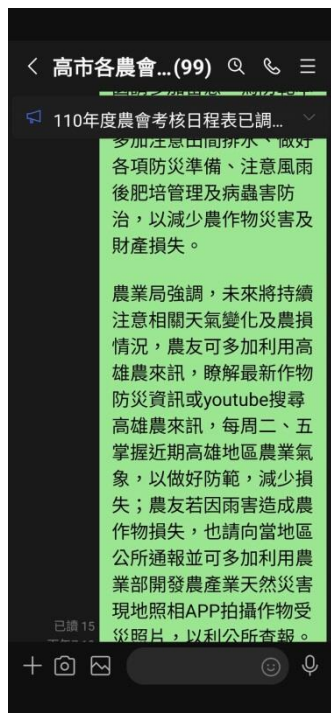 高市各農會...(99)
110年度農會考核日程表已調...
多加注意田間排水、做好
各項防災準備、注意風雨
後肥培管理及病蟲害防
治，以減少農作物災害及
財產損失。
農業局強調，未來將持續
注意相關天氣變化及農損
情況，農友可多加利用高
雄農來訊，瞭解最新作物
防災資訊或youtube搜尋
高雄農來訊，每周二、五
掌握近期高雄地區農業氣
象，以做好防範，減少損
失；農友若因雨害造成農
作物損失，也請向當地區
公所通報並可多加利用農
業部開發農產業天然災害
現地照相APP拍攝作物受
災照片，以利公所查報。
已讀 15